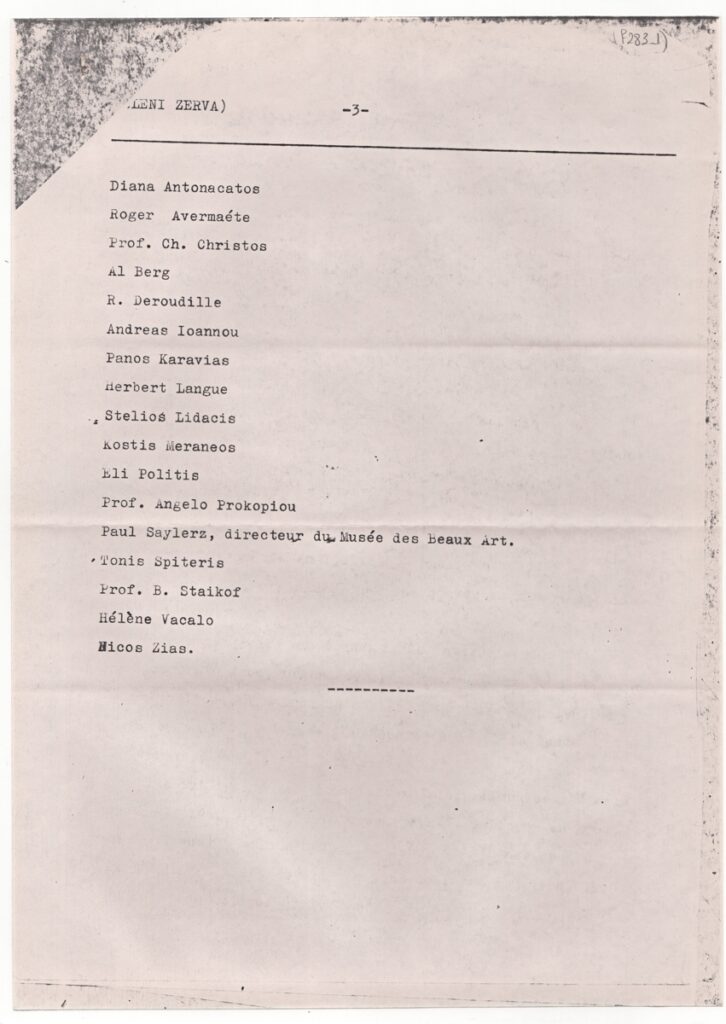 LENI ZERVA)
-3-
Diana Antonacatos
Roger Avermaéte
Prof. Ch. Christos
Al Berg
R. Deroudille
Andreas Ioannou
Panos Karavias
Herbert Langue
Stelios Lidacis
Kostis Meraneos
Eli Politis
Prof. Angelo Prokopiou
Paul Saylerz, directeur du Musée des Beaux Art.
Tonis Spiteris
Prof. B. Staikof
Hélène Vacalo
Nicos Zias.
----------